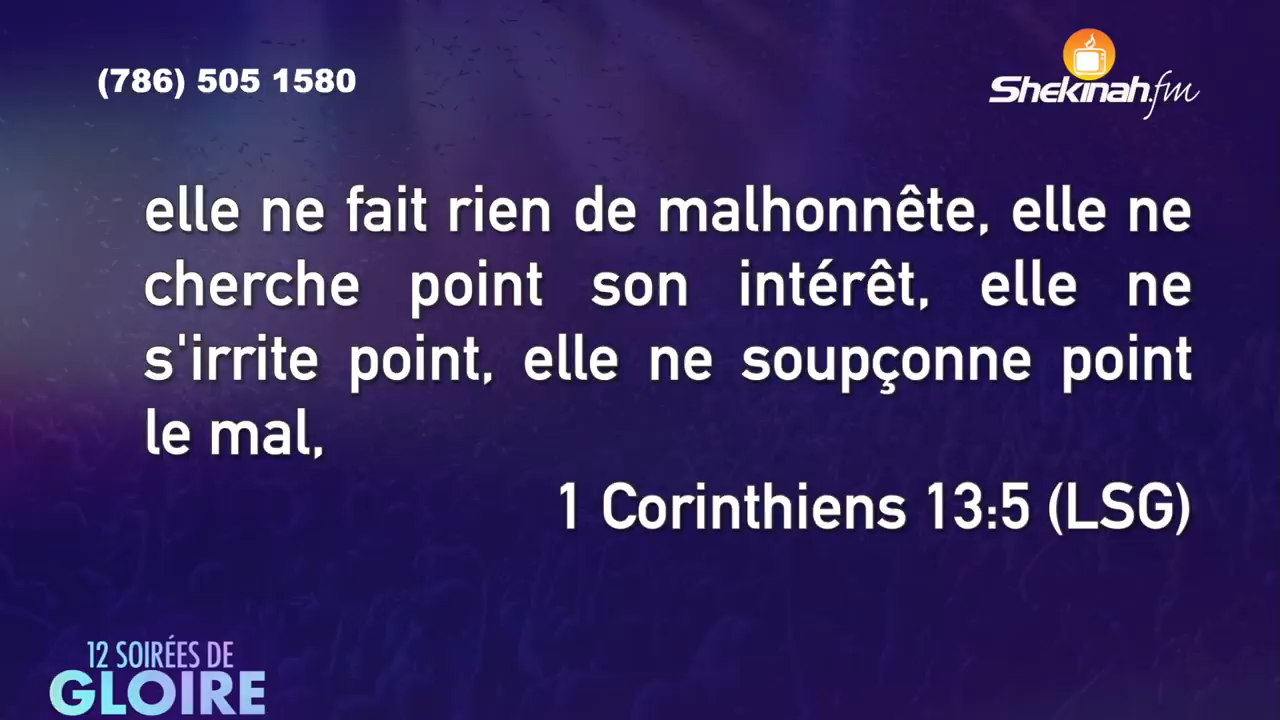 (786) 505 1580
Shekinah.fm
elle ne fait rien de malhonnête, elle ne
cherche point son intérêt, elle ne
s'irrite point, elle ne soupçonne point
le mal,
1 Corinthiens 13:5 (LSG)
12 SOIRÉES DE
GLOIRE